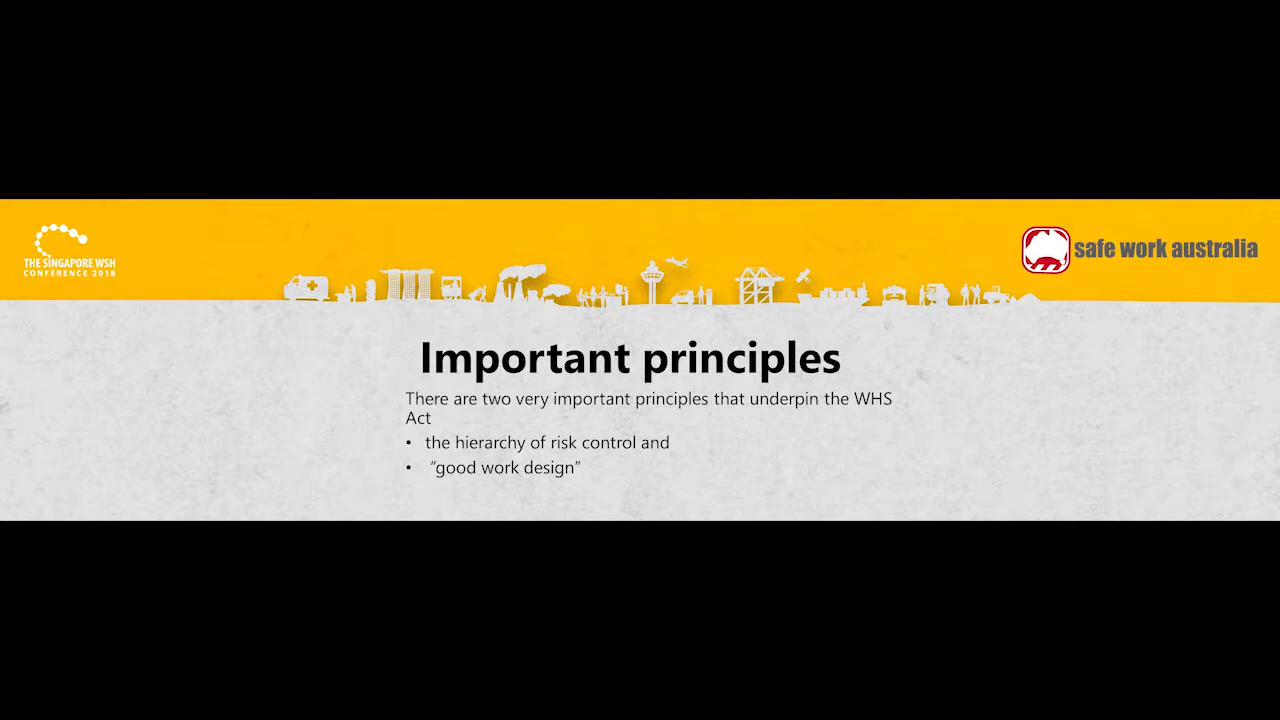 THE SINGAPORE WSH
CONFERENCE 2018
safe work australia
Important principles
There are two very important principles that underpin the WHS
Act
• the hierarchy of risk control and
• “good work design”